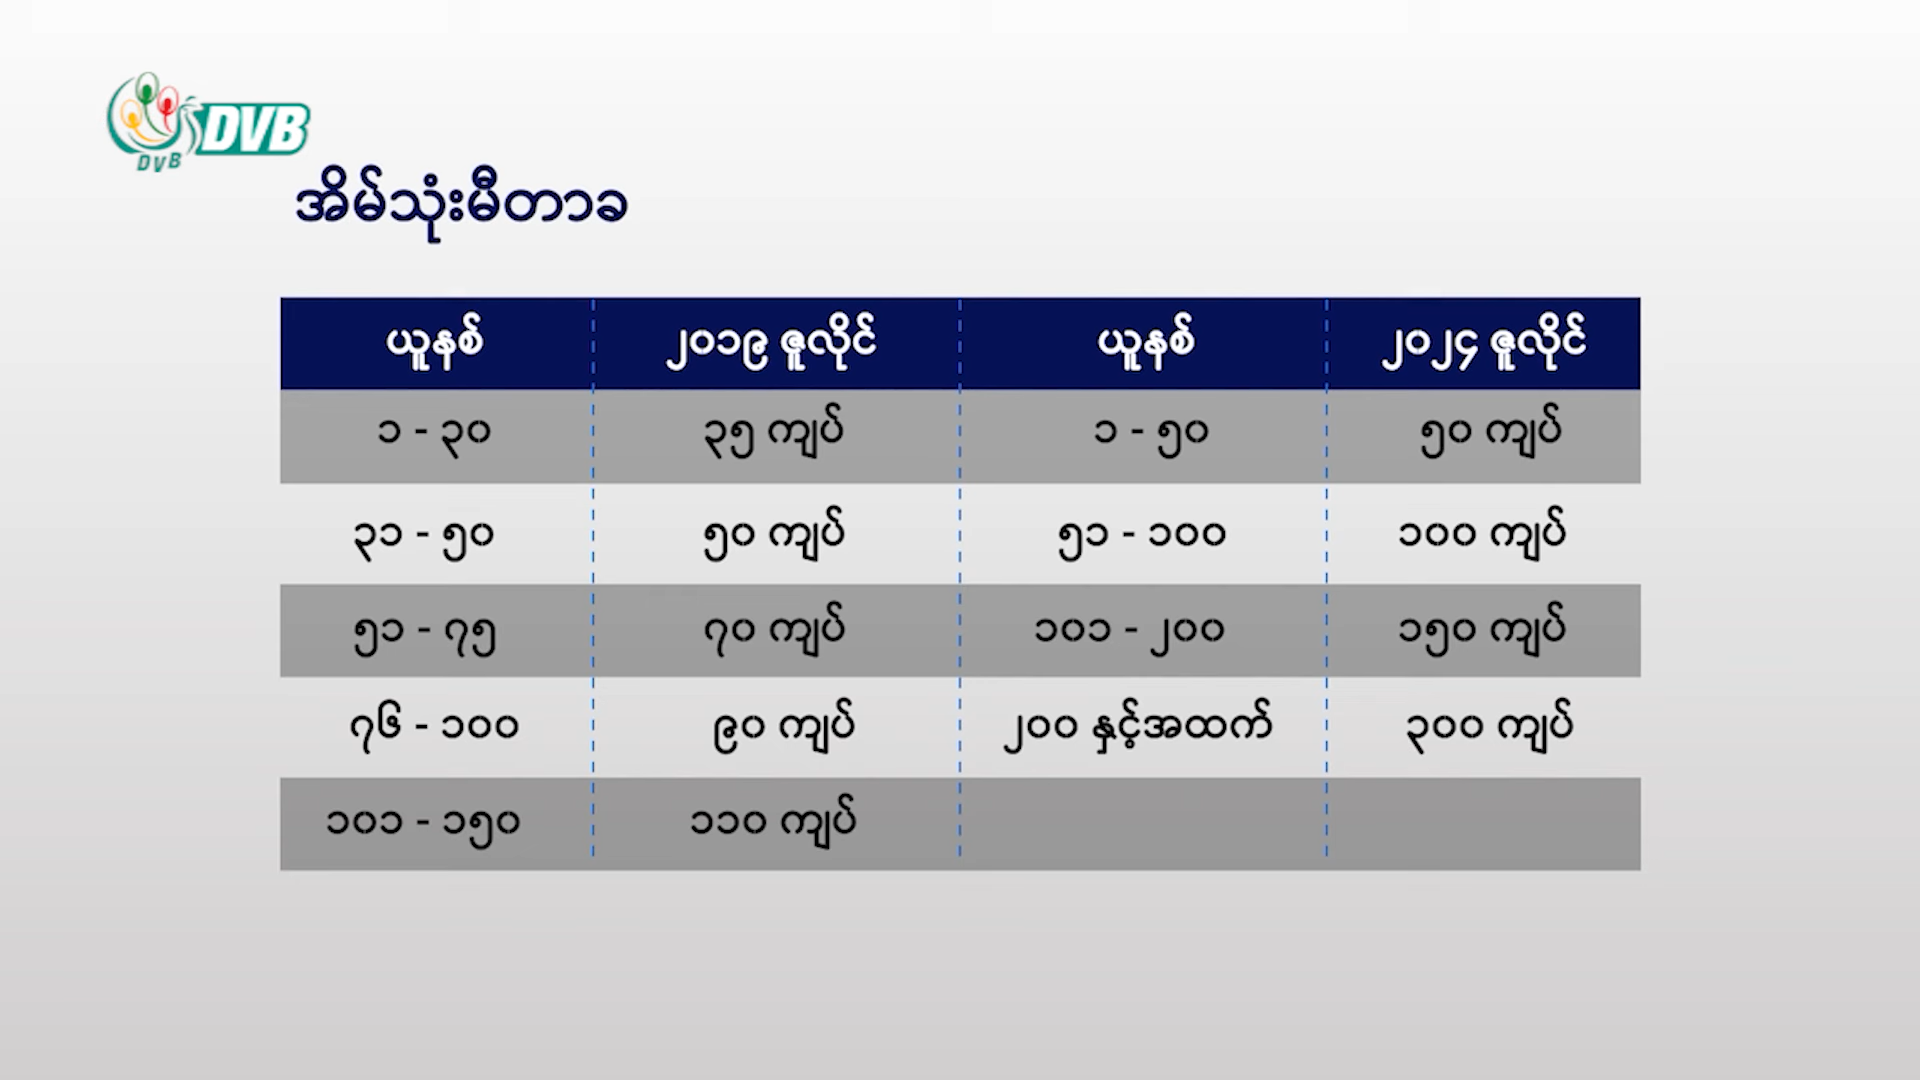 DVB
DVB
အိမ်သုံးမီတာခ
ယူနစ် ၂၀၁၉ ဇူလိုင် ယူနစ် ၂၀၂၄ ဇူလိုင်
၁ - ၃၀ ၃၅ ကျပ် ၁ - ၅၀ ၅၀ ကျပ်
၃၁ - ၅၀ ၅၀ ကျပ် ၅၁ - ၁၀၀ ၁၀၀ ကျပ်
၅၁ - ၇၅ ၇၀ ကျပ် ၁၀၁ - ၂၀၀ ၁၅၀ ကျပ်
၇၆ - ၁၀၀ ၉၀ ကျပ် ၂၀၀ နှင့်အထက် ၃၀၀ ကျပ်
၁၀၁ - ၁၅၀ ၁၁၀ ကျပ်